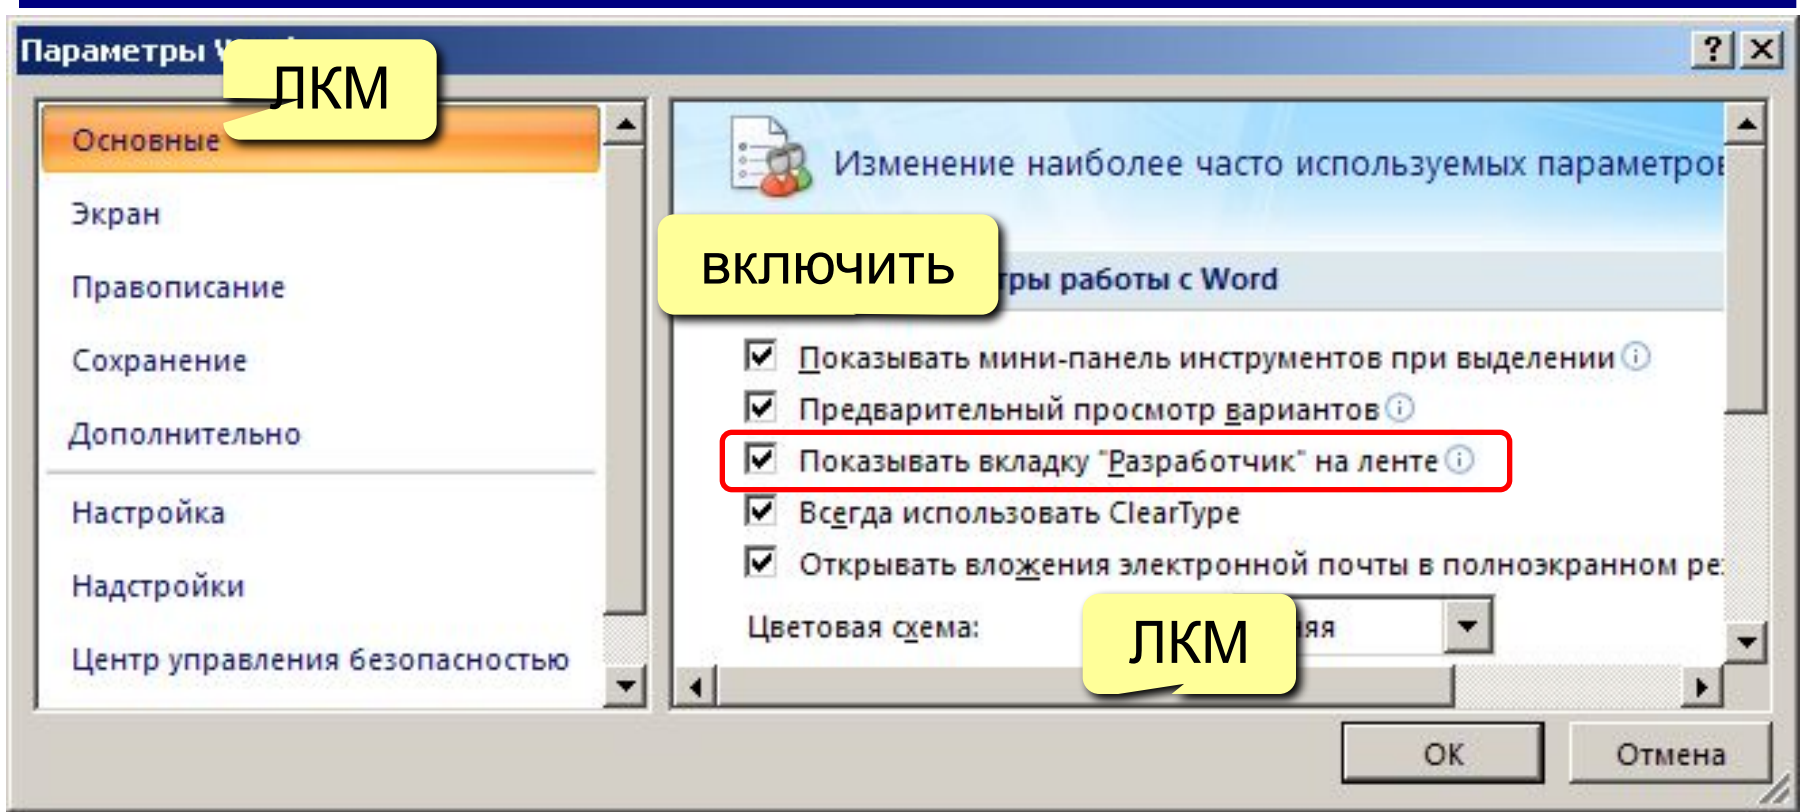 Параметры
ЛКМ
Основные
Экран
Правописание
Сохранение
Дополнительно
Настройка
Надстройки
Центр управления безопасностью
Изменение наиболее часто используемых параметров
включить
тры работы с Word
Показывать мини-панель инструментов при выделении
Предварительный просмотр вариантов
Показывать вкладку "Разработчик" на ленте
Всегда использовать ClearType
Открывать вложения электронной почты в полноэкранном ре
Цветовая схема:
няя
ЛКМ
ОК
Отмена